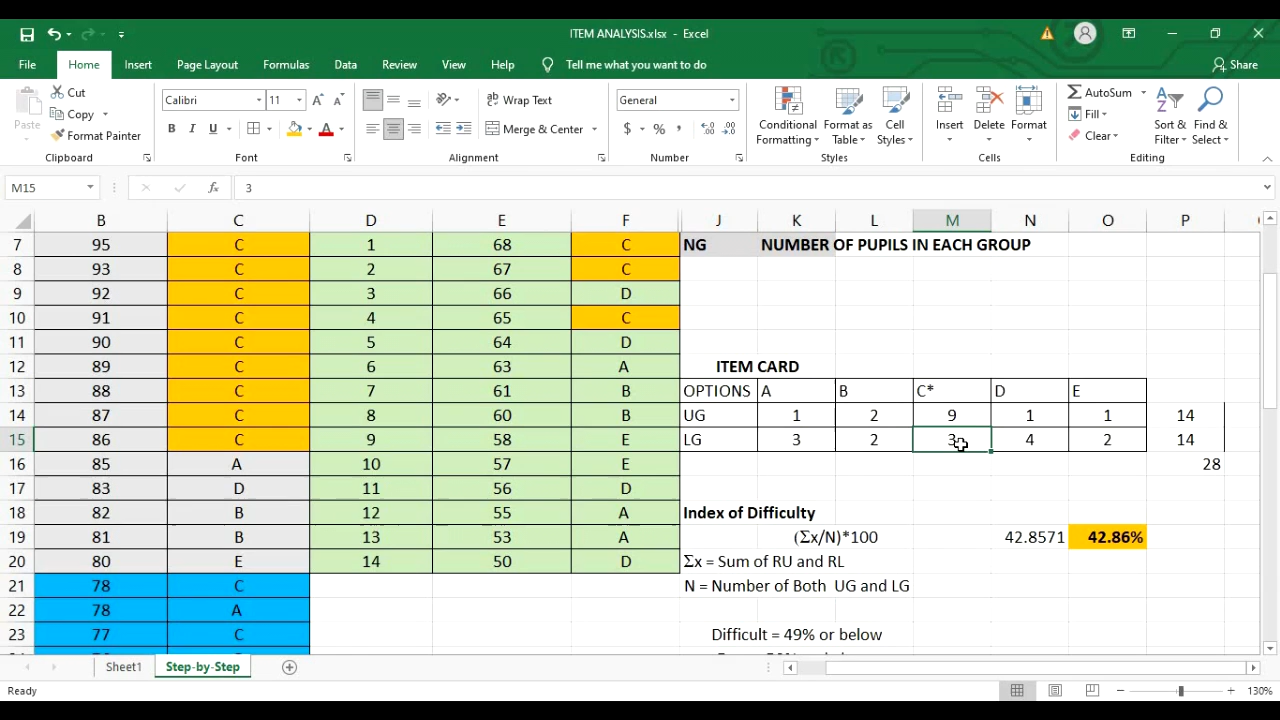 ITEM ANALYSIS.xlsx - Excel
File Home Insert Page Layout Formulas Data Review View Help Tell me what you want to do Share
Paste Cut Copy Format Painter Clipboard
Calibri 11 A A B I U A Font
Wrap Text Merge & Center Alignment
General $ % , Number
Conditional Formatting Format as Table Cell Styles Styles
Insert Delete Format Cells
AutoSum Fill Clear Sort & Filter Find & Select Editing
M15 fx 3
B C D E F J K L M N O P
7 95 C 1 68 C NG NUMBER OF PUPILS IN EACH GROUP
8 93 C 2 67 C
9 92 C 3 66 D
10 91 C 4 65 C
11 90 C 5 64 D
12 89 C 6 63 A ITEM CARD
13 88 C 7 61 B OPTIONS A B C* D E
14 87 C 8 60 B UG 1 2 9 1 1 14
15 86 C 9 58 E LG 3 2 3 4 2 14
16 85 A 10 57 E 28
17 83 D 11 56 D
18 82 B 12 55 A Index of Difficulty
19 81 B 13 53 A (Σx/N)*100 42.8571 42.86%
20 80 E 14 50 D Σx = Sum of RU and RL
21 78 C N = Number of Both UG and LG
22 78 A
23 77 C Difficult = 49% or below
Sheet1 Step-by-Step
Ready 130%